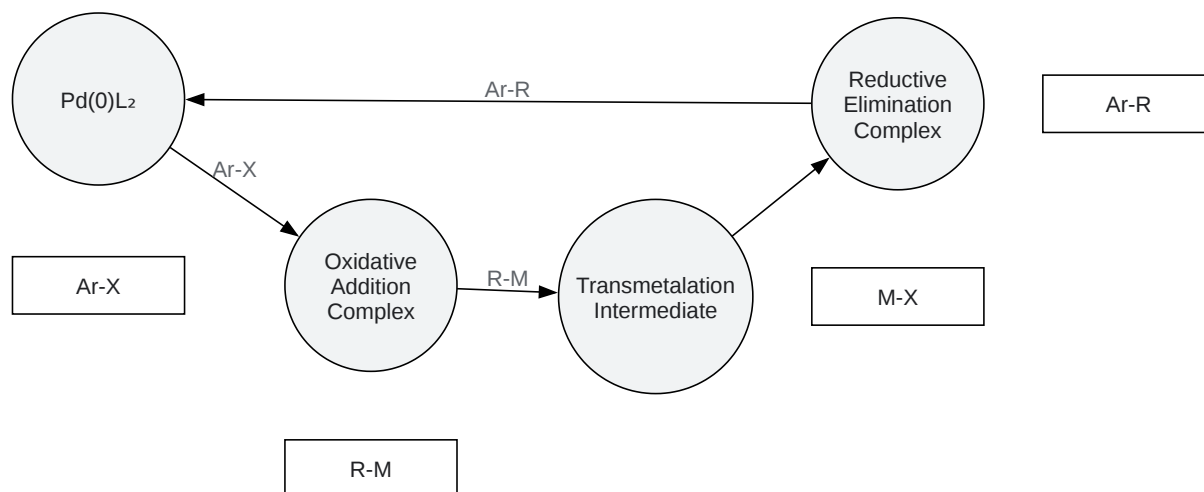 Pd(0)L₂
Ar-R
Reductive
Elimination
Complex
Ar-R
Ar-X
Ar-X
Oxidative
Addition
Complex
R-M
Transmetalation
Intermediate
M-X
R-M